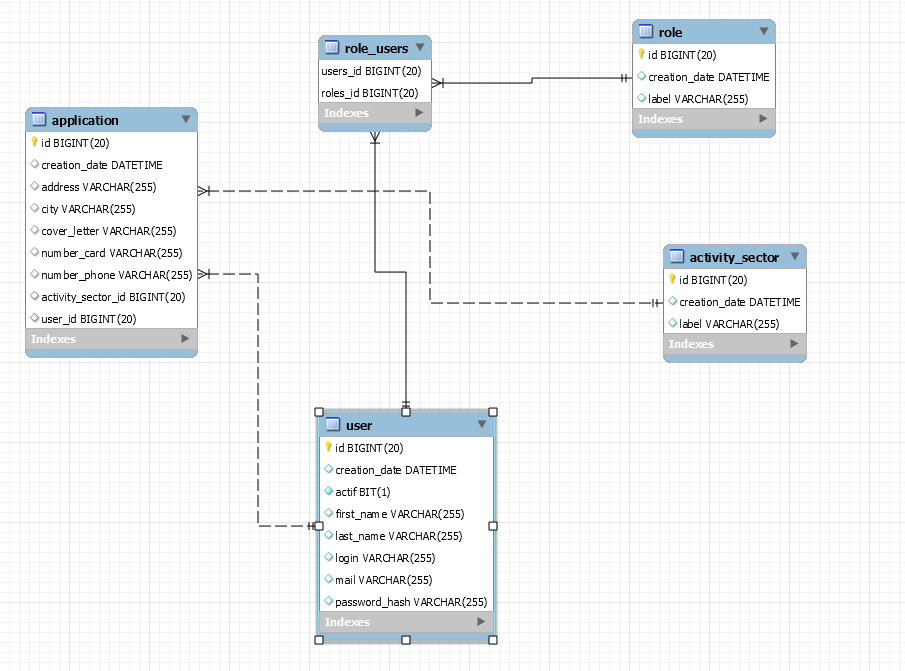 role_users
users_id BIGINT(20)
roles_id BIGINT(20)
Indexes
role
id BIGINT(20)
creation_date DATETIME
label VARCHAR(255)
Indexes
application
id BIGINT(20)
creation_date DATETIME
address VARCHAR(255)
city VARCHAR(255)
cover_letter VARCHAR(255)
number_card VARCHAR(255)
number_phone VARCHAR(255)
activity_sector_id BIGINT(20)
user_id BIGINT(20)
Indexes
activity_sector
id BIGINT(20)
creation_date DATETIME
label VARCHAR(255)
Indexes
user
id BIGINT(20)
creation_date DATETIME
actif BIT(1)
first_name VARCHAR(255)
last_name VARCHAR(255)
login VARCHAR(255)
mail VARCHAR(255)
password_hash VARCHAR(255)
Indexes